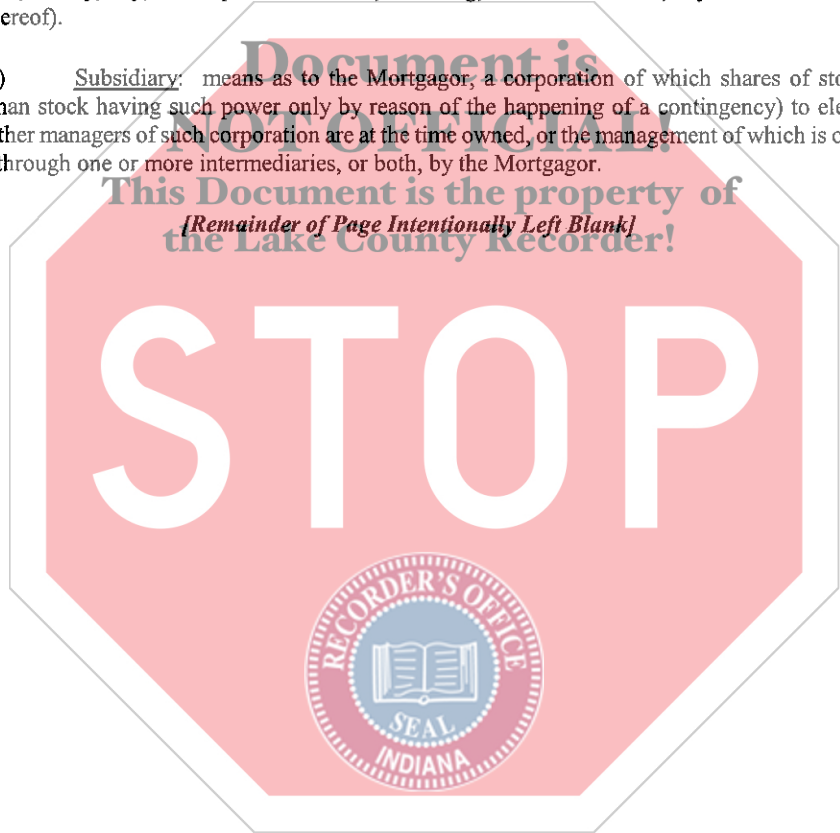 ereof).
Document is
) Subsidiary: means as to the Mortgagor, a corporation of which shares of sto
han stock having such power only by reason of the happening of a contingency) to ele
NOT OFFICIAL!
ther managers of such corporation are at the time owned, or the management of which is c
through one or more intermediaries, or both, by the Mortgagor.
This Document is the property of
[Remainder of Page Intentionally Left Blank]
the Lake County Recorder!
STOP
RECORDER'S OFFICE
SEAL
INDIANA